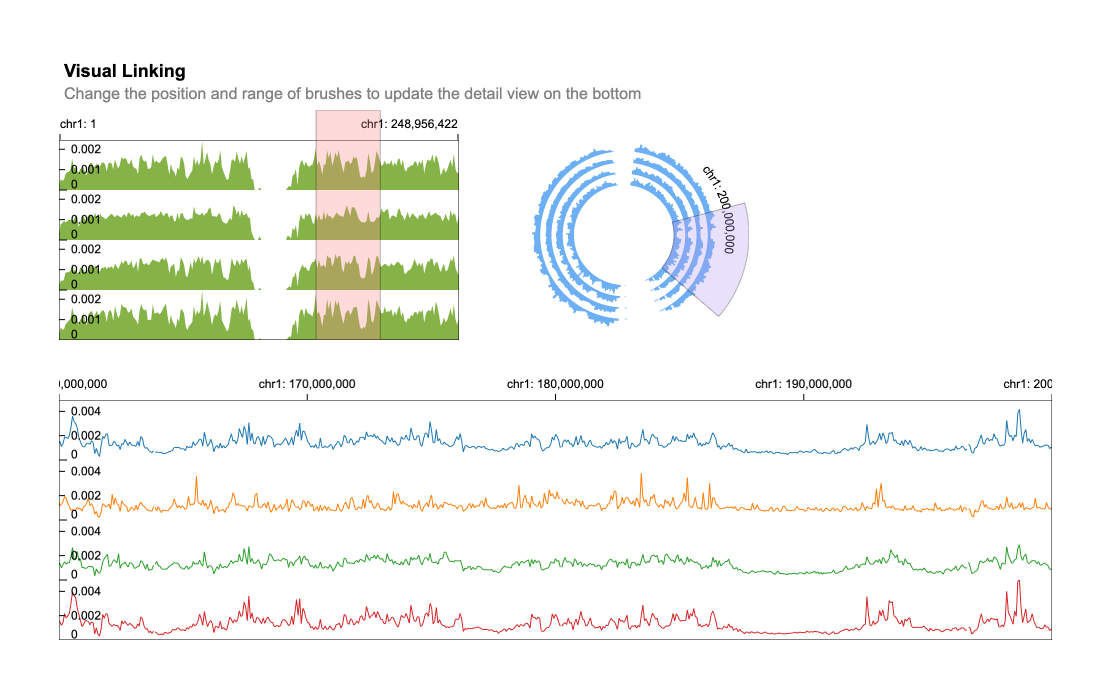 Visual Linking
Change the position and range of brushes to update the detail view on the bottom
chr1: 1
chr1: 248,956,422
0.002
0.001
0
0.002
0.001
0
0.002
0.001
0
0.002
0.001
0
chr1: 200,000,000
0,000,000
chr1: 170,000,000
chr1: 180,000,000
chr1: 190,000,000
chr1: 200
0.004
0.002
0
0.004
0.002
0
0.004
0.002
0
0.004
0.002
0